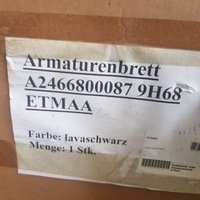 Armaturenbrett
A2466800087 9H68
ETMAA
Farbe: lavaschwarz
Menge: 1 Stk.